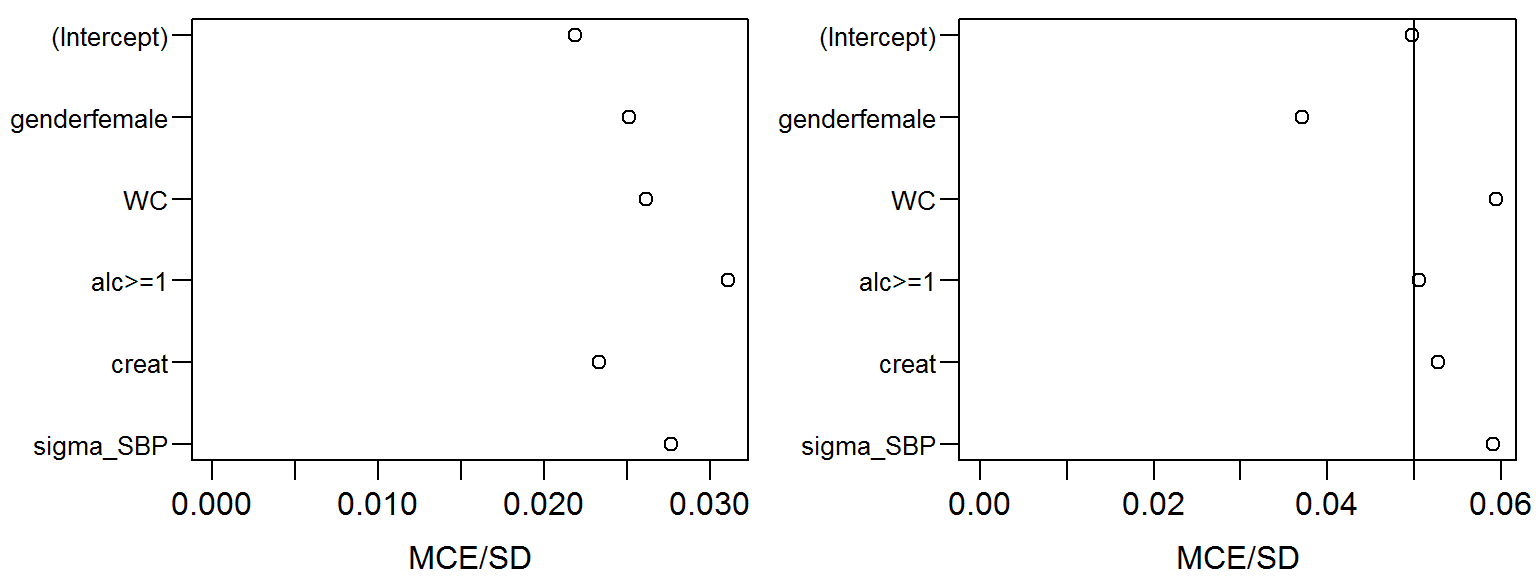 (Intercept)
genderfemale
WC
alc>=1
creat
sigma_SBP
0.000 0.010 0.020 0.030
MCE/SD
(Intercept)
genderfemale
WC
alc>=1
creat
sigma_SBP
0.00 0.02 0.04 0.06
MCE/SD